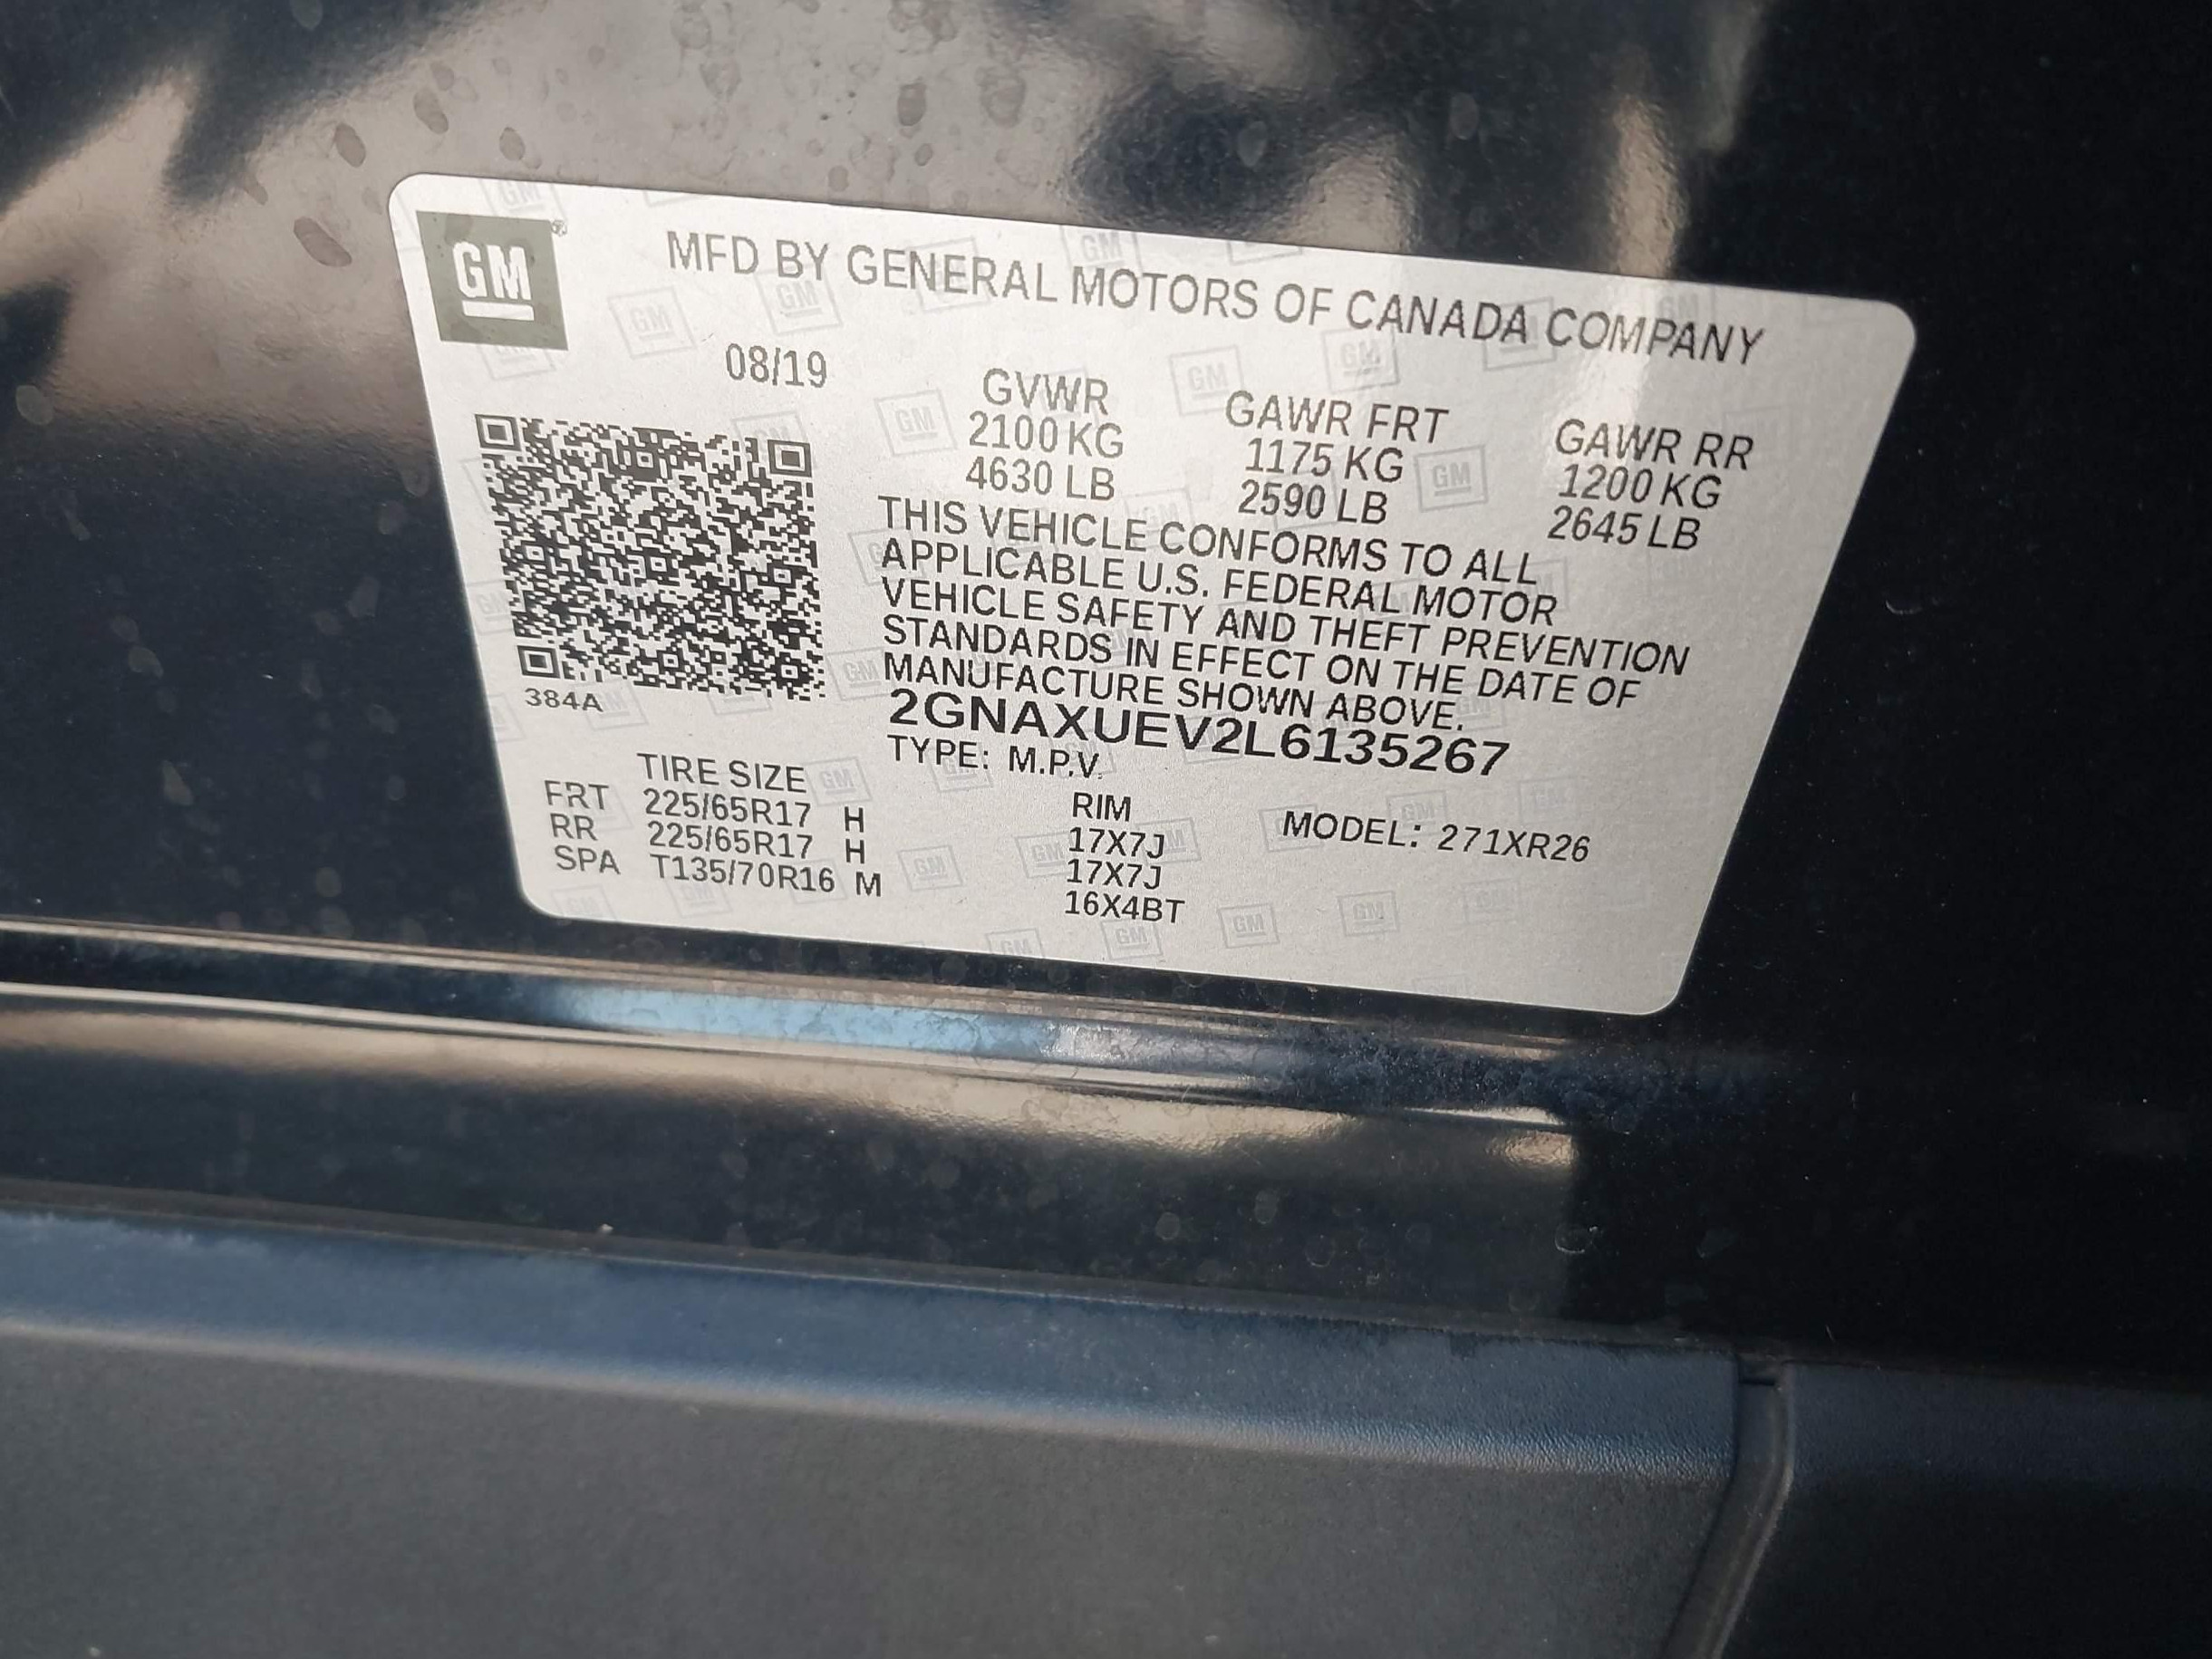 GM
MFD BY GENERAL MOTORS OF CANADA COMPANY
08/19
GVWR GAWR FRT GAWR RR
2100 KG 1175 KG 1200 KG
4630 LB 2590 LB 2645 LB
THIS VEHICLE CONFORMS TO ALL
APPLICABLE U.S. FEDERAL MOTOR
VEHICLE SAFETY AND THEFT PREVENTION
STANDARDS IN EFFECT ON THE DATE OF
MANUFACTURE SHOWN ABOVE.
384A
2GNAXUEV2L6135267
TYPE: M.P.V.
TIRE SIZE RIM MODEL: 271XR26
FRT 225/65R17 H 17X7J
RR 225/65R17 H 17X7J
SPA T135/70R16 M 16X4BT